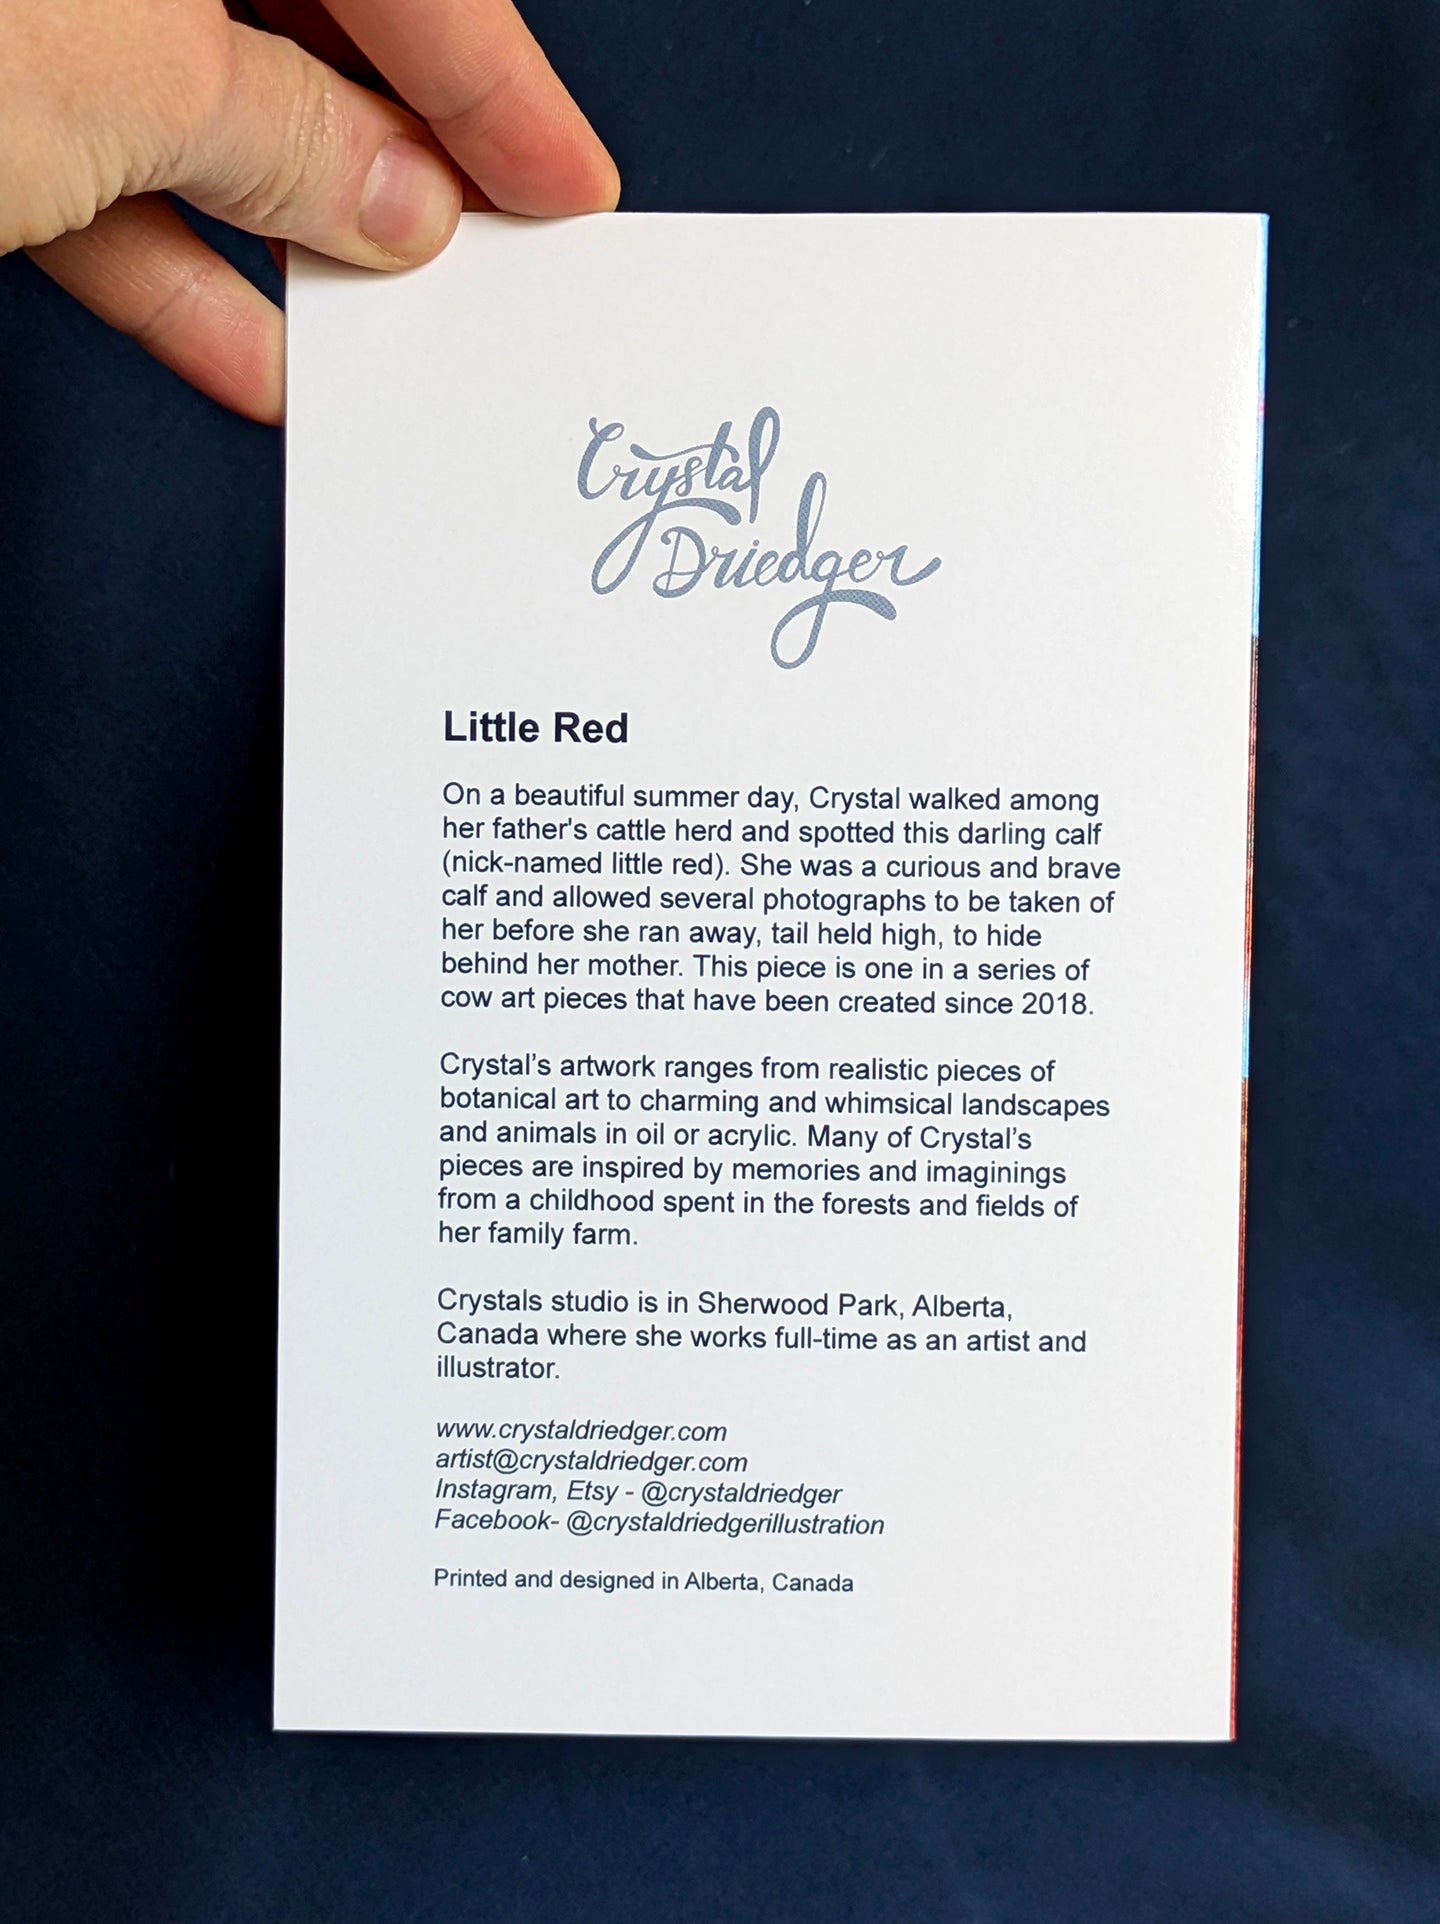 Crystal
Driedger
Little Red
On a beautiful summer day, Crystal walked among
her father's cattle herd and spotted this darling calf
(nick-named little red). She was a curious and brave
calf and allowed several photographs to be taken of
her before she ran away, tail held high, to hide
behind her mother. This piece is one in a series of
cow art pieces that have been created since 2018.
Crystal’s artwork ranges from realistic pieces of
botanical art to charming and whimsical landscapes
and animals in oil or acrylic. Many of Crystal’s
pieces are inspired by memories and imaginings
from a childhood spent in the forests and fields of
her family farm.
Crystals studio is in Sherwood Park, Alberta,
Canada where she works full-time as an artist and
illustrator.
www.crystaldriedger.com
artist@crystaldriedger.com
Instagram, Etsy - @crystaldriedger
Facebook- @crystaldriedgerillustration
Printed and designed in Alberta, Canada